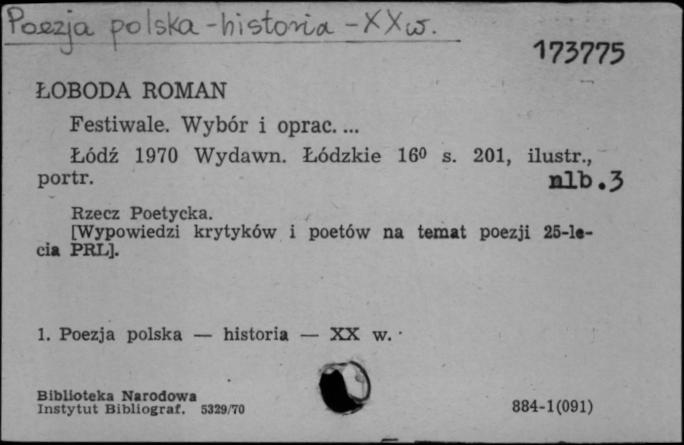 Poezja polska - historia - XX w.
173775
ŁOBODA ROMAN
Festiwale. Wybór i oprac. ...
Łódź 1970 Wydawn. Łódzkie 16⁰ s. 201, ilustr.,
portr. nlb.3
Rzecz Poetycka.
[Wypowiedzi krytyków i poetów na temat poezji 25-le-
cia PRL].
1. Poezja polska — historia — XX w.
Biblioteka Narodowa
Instytut Bibliograf. 5329/70 884-1(091)